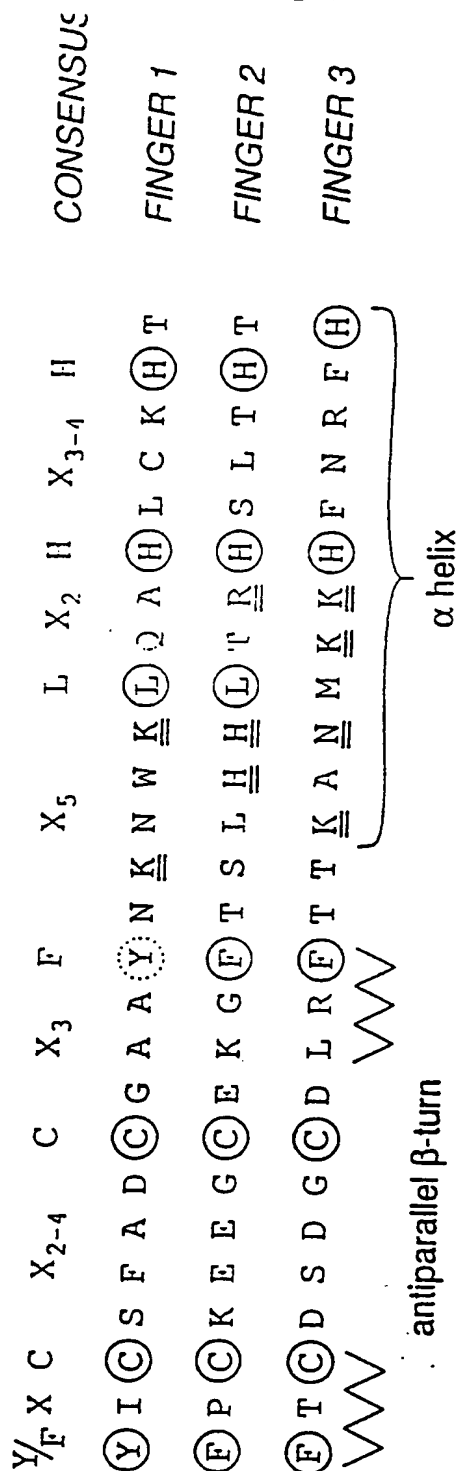 Y/F X C X₂₋₄ C X₃ F X₅ L X₂ H X₃₋₄ H CONSENSUS
Y I C S F A D C G A A Y N K N W K L Q A H L C K H T FINGER 1
F P C K E E G C E K G F T S L H H L T R H S L T H T FINGER 2
F T C D S D G C D L R F T T K A N M K K H F N R F H FINGER 3
antiparallel β-turn
α helix